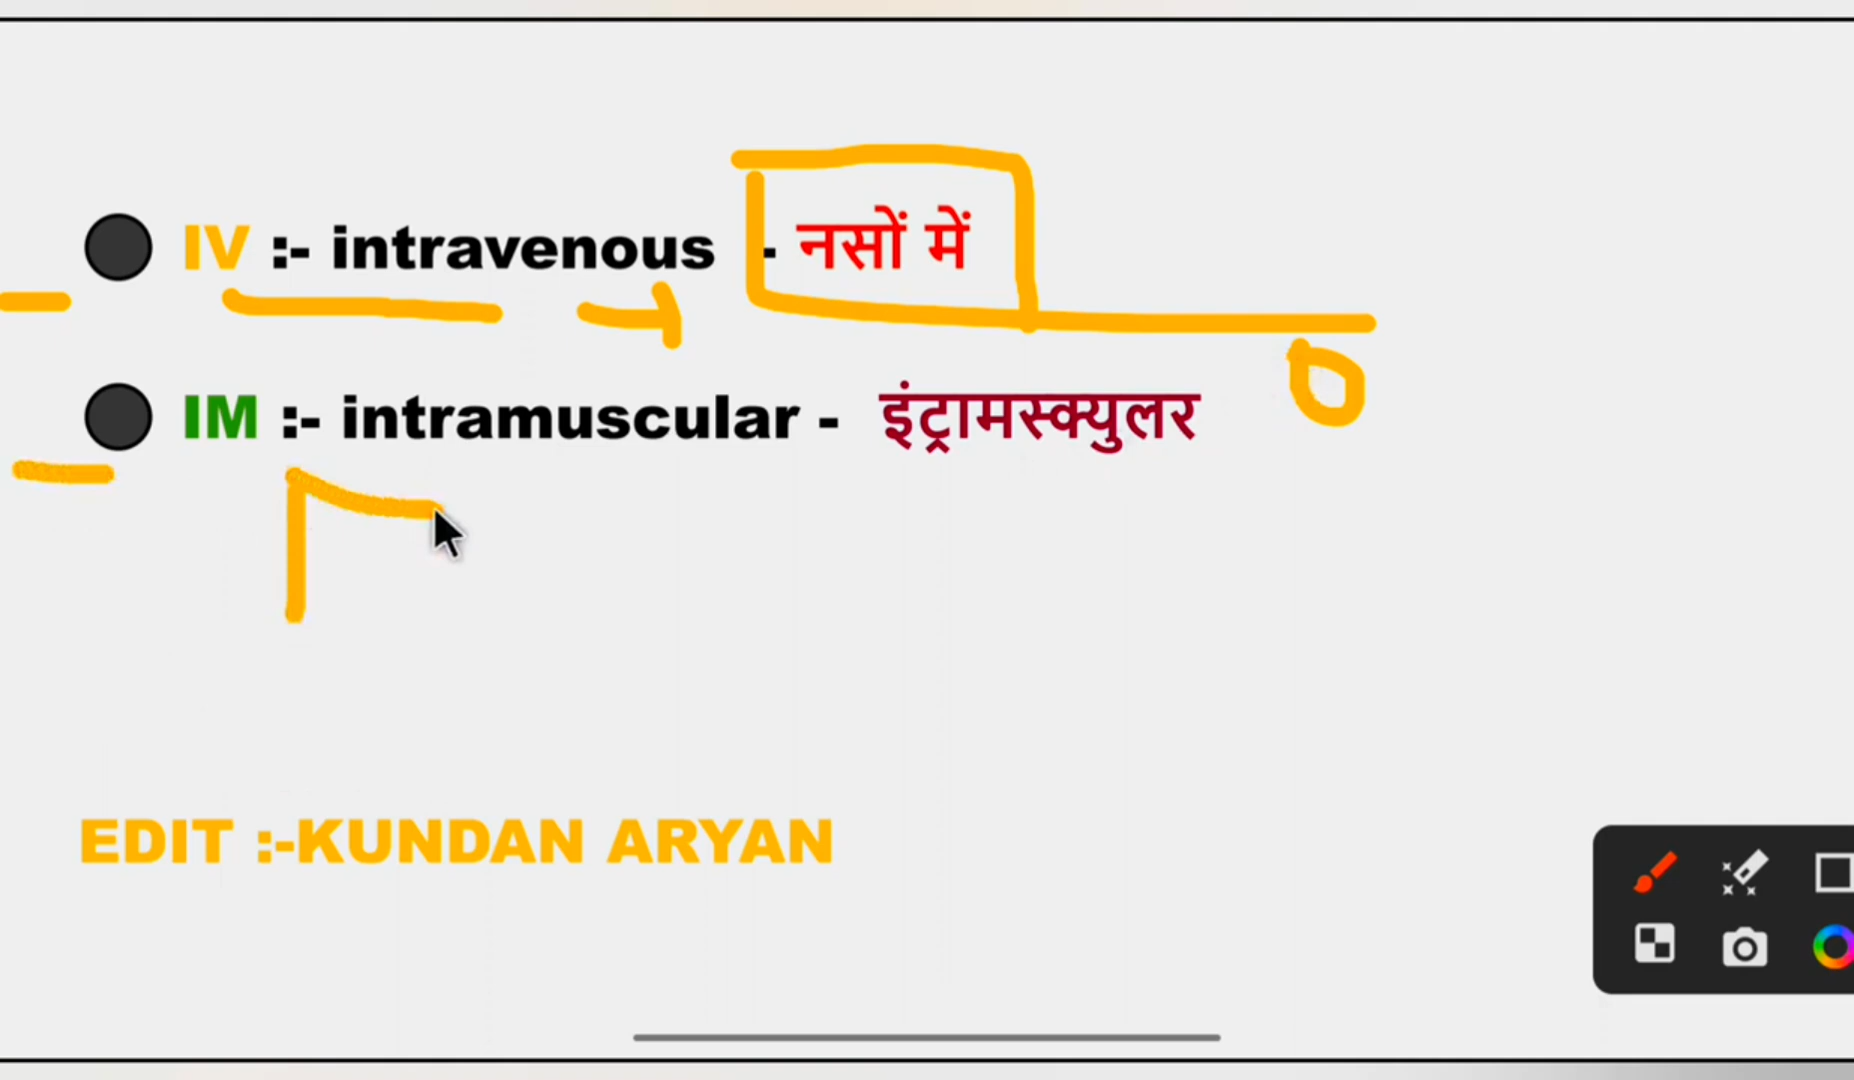 IV :- intravenous - नसों में
IM :- intramuscular - इंट्रामस्क्युलर
EDIT :-KUNDAN ARYAN